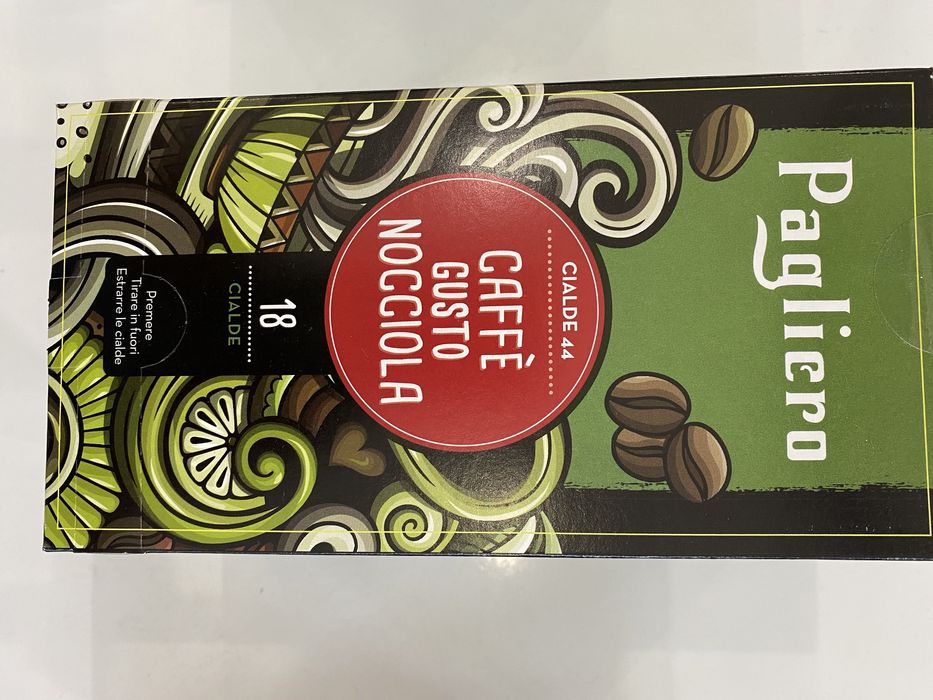 Pagliero
CIALDE 44
CAFFÈ
GUSTO
NOCCIOLA
18
CIALDE
Premere
Tirare in fuori
Estrarre le cialde